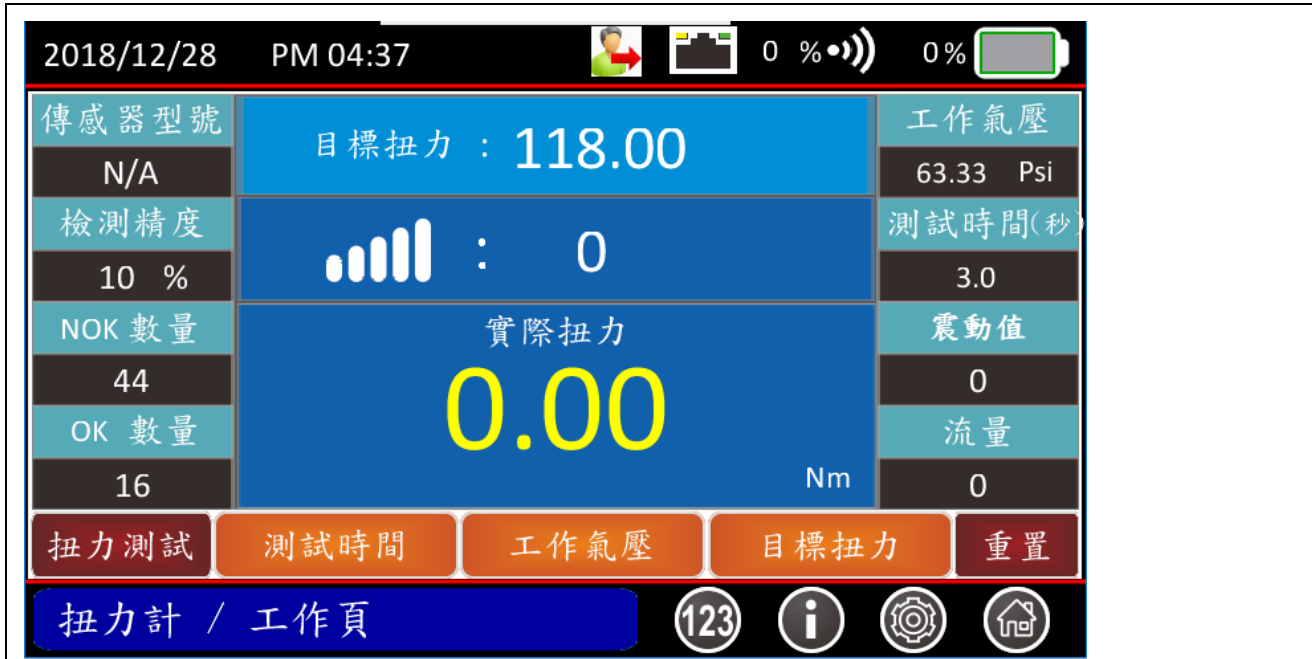 2018/12/28 PM 04:37 0 % 0%
傳感器型號
N/A
檢測精度
10 %
NOK 數量
44
OK 數量
16
目標扭力 : 118.00
: 0
實際扭力
0.00
Nm
工作氣壓
63.33 Psi
測試時間(秒)
3.0
震動值
0
流量
0
扭力測試 測試時間 工作氣壓 目標扭力 重置
扭力計 / 工作頁 123 i